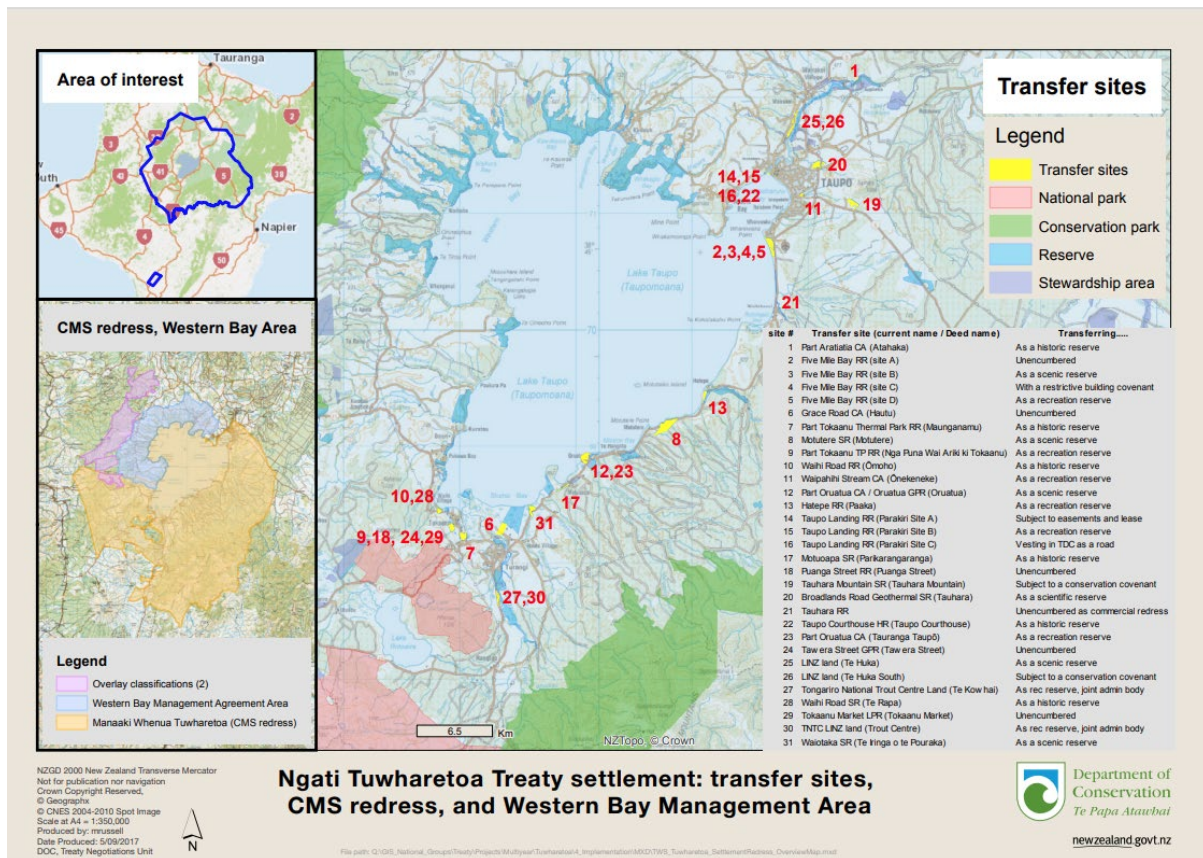 Area of interest
Tauranga
Napier
CMS redress, Western Bay Area
Legend
Overlay classifications (2)
Western Bay Management Agreement Area
Manaaki Whenua Tuwharetoa (CMS redress)
Transfer sites
Legend
Transfer sites
National park
Conservation park
Reserve
Stewardship area
1
25,26
20
14,15
16,22
TAUPŌ
11
19
2,3,4,5
21
Lake Taupo
(Taupomoana)
Lake Taupo
(Taupomoana)
13
8
12,23
17
10,28
6
31
9,18, 24,29
7
27,30
6.5 Km
NZTopo, © Crown
site # Transfer site (current name / Deed name) Transferring.....
1 Part Aratiatia CA (Atahaka) As a historic reserve
2 Five Mile Bay RR (site A) Unencumbered
3 Five Mile Bay RR (site B) As a scenic reserve
4 Five Mile Bay RR (site C) With a restrictive building covenant
5 Five Mile Bay RR (site D) As a recreation reserve
6 Grace Road CA (Hautu) Unencumbered
7 Part Tokaanu Thermal Park RR (Maunganamu) As a historic reserve
8 Motutere SR (Motutere) As a scenic reserve
9 Part Tokaanu TP RR (Nga Puna Wai Ariki ki Tokaanu) As a recreation reserve
10 Waihi Road RR (Ōmoho) As a historic reserve
11 Waipahihi Stream CA (Ōnekeneke) As a recreation reserve
12 Part Oruatua CA / Oruatua GPR (Oruatua) As a scenic reserve
13 Hatepe RR (Paaka) As a recreation reserve
14 Taupo Landing RR (Parakiri Site A) Subject to easements and lease
15 Taupo Landing RR (Parakiri Site B) As a recreation reserve
16 Taupo Landing RR (Parakiri Site C) Vesting in TDC as a road
17 Motuoapa SR (Parikarangaranga) As a historic reserve
18 Puanga Street RR (Puanga Street) Unencumbered
19 Tauhara Mountain SR (Tauhara Mountain) Subject to a conservation covenant
20 Broadlands Road Geothermal SR (Tauhara) As a scientific reserve
21 Tauhara RR Unencumbered as commercial redress
22 Taupo Courthouse HR (Taupo Courthouse) As a historic reserve
23 Part Oruatua CA (Tauranga Taupō) As a recreation reserve
24 Tawera Street GPR (Tawera Street) Unencumbered
25 LINZ land (Te Huka) As a scenic reserve
26 LINZ land (Te Huka South) Subject to a conservation covenant
27 Tongariro National Trout Centre Land (Te Kowhai) As rec reserve, joint admin body
28 Waihi Road SR (Te Rapa) As a historic reserve
29 Tokaanu Market LPR (Tokaanu Market) Unencumbered
30 TNTC LINZ land (Trout Centre) As rec reserve, joint admin body
31 Waiotaka SR (Te Iringa o te Pouraka) As a scenic reserve
NZGD 2000 New Zealand Transverse Mercator
Not for publication nor navigation
Crown Copyright Reserved,
© Geographx
© CNES 2004-2010 Spot Image
Scale at A4 = 1:350,000
Produced by: mrussell
Date Produced: 5/09/2017
DOC, Treaty Negotiations Unit
N
Ngati Tuwharetoa Treaty settlement: transfer sites,
CMS redress, and Western Bay Management Area
Department of
Conservation
Te Papa Atawhai
newzealand.govt.nz